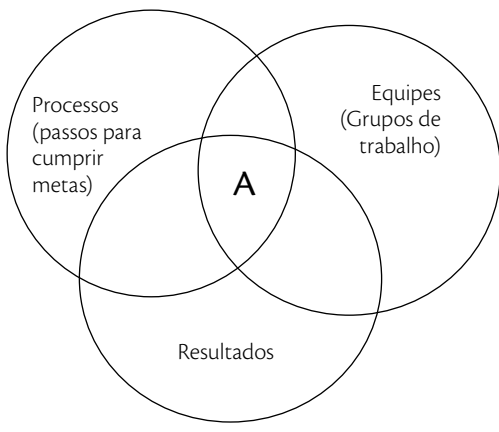 Processos
(passos para
cumprir
metas)
Equipes
(Grupos de
trabalho)
A
Resultados